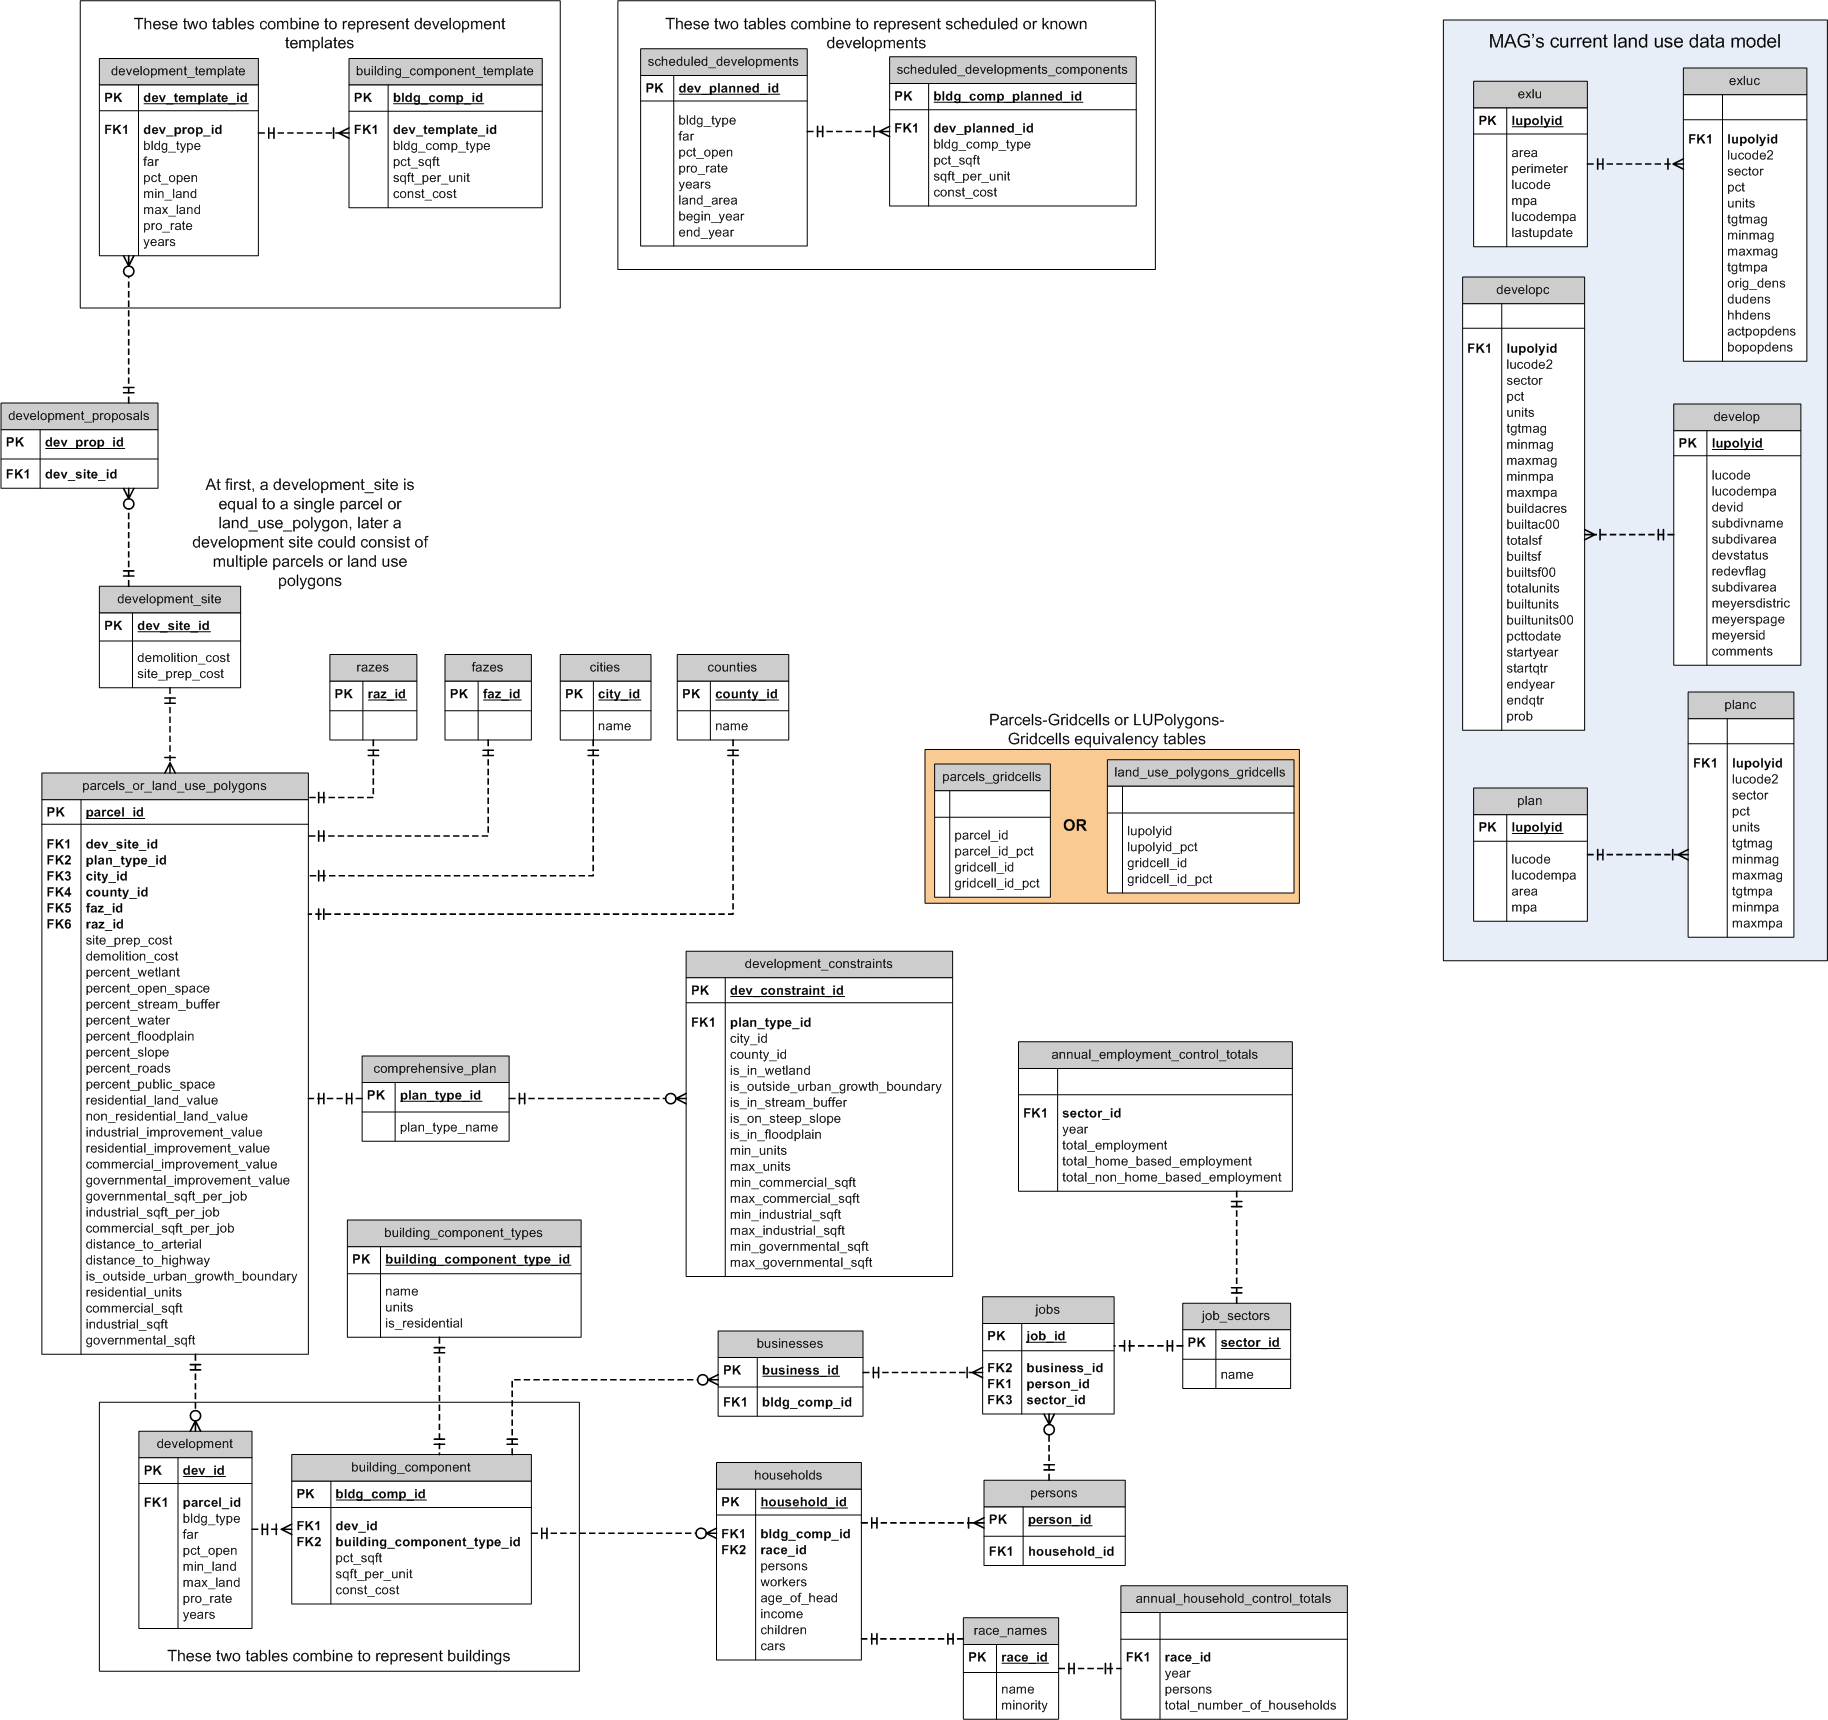 These two tables combine to represent development
templates
development_template
PK dev_template_id
FK1 dev_prop_id
bldg_type
far
pct_open
min_land
max_land
pro_rate
years
building_component_template
PK bldg_comp_id
FK1 dev_template_id
bldg_comp_type
pct_sqft
sqft_per_unit
const_cost
These two tables combine to represent scheduled or known
developments
scheduled_developments
PK dev_planned_id
bldg_type
far
pct_open
pro_rate
years
land_area
begin_year
end_year
scheduled_developments_components
PK bldg_comp_planned_id
FK1 dev_planned_id
bldg_comp_type
pct_sqft
sqft_per_unit
const_cost
MAG's current land use data model
exlu
PK lupolyid
area
perimeter
lucode
mpa
lucodempa
lastupdate
exluc
FK1 lupolyid
lucode2
sector
pct
units
tgtmag
minmag
maxmag
tgtmpa
orig_dens
dudens
hhdens
actpopdens
bopopdens
developc
FK1 lupolyid
lucode2
sector
pct
units
tgtmag
minmag
maxmag
minmpa
maxmpa
buildacres
builtac00
totalsf
builtsf
builtsf00
totalunits
builtunits
builtunits00
pcttodate
startyear
startqtr
endyear
endqtr
prob
develop
PK lupolyid
lucode
lucodempa
devid
subdivname
subdivarea
devstatus
redevflag
subdivarea
meyersdistric
meyerspage
meyersid
comments
plan
PK lupolyid
lucode
lucodempa
area
mpa
planc
FK1 lupolyid
lucode2
sector
pct
units
tgtmag
minmag
maxmag
tgtmpa
minmpa
maxmpa
development_proposals
PK dev_prop_id
FK1 dev_site_id
At first, a development_site is
equal to a single parcel or
land_use_polygon, later a
development site could consist of
multiple parcels or land use
polygons
development_site
PK dev_site_id
demolition_cost
site_prep_cost
razes
PK raz_id
fazes
PK faz_id
cities
PK city_id
name
counties
PK county_id
name
Parcels-Gridcells or LUPolygons-
Gridcells equivalency tables
parcels_gridcells
parcel_id
parcel_id_pct
gridcell_id
gridcell_id_pct
OR
land_use_polygons_gridcells
lupolyid
lupolyid_pct
gridcell_id
gridcell_id_pct
parcels_or_land_use_polygons
PK parcel_id
FK1 dev_site_id
FK2 plan_type_id
FK3 city_id
FK4 county_id
FK5 faz_id
FK6 raz_id
site_prep_cost
demolition_cost
percent_wetlant
percent_open_space
percent_stream_buffer
percent_water
percent_floodplain
percent_slope
percent_roads
percent_public_space
residential_land_value
non_residential_land_value
industrial_improvement_value
residential_improvement_value
commercial_improvement_value
governmental_improvement_value
governmental_sqft_per_job
industrial_sqft_per_job
commercial_sqft_per_job
distance_to_arterial
distance_to_highway
is_outside_urban_growth_boundary
residential_units
commercial_sqft
industrial_sqft
governmental_sqft
comprehensive_plan
PK plan_type_id
plan_type_name
development_constraints
PK dev_constraint_id
FK1 plan_type_id
city_id
county_id
is_in_wetland
is_outside_urban_growth_boundary
is_in_stream_buffer
is_on_steep_slope
is_in_floodplain
min_units
max_units
min_commercial_sqft
max_commercial_sqft
min_industrial_sqft
max_industrial_sqft
min_governmental_sqft
max_governmental_sqft
annual_employment_control_totals
FK1 sector_id
year
total_employment
total_home_based_employment
total_non_home_based_employment
building_component_types
PK building_component_type_id
name
units
is_residential
businesses
PK business_id
FK1 bldg_comp_id
jobs
PK job_id
FK2 business_id
FK1 person_id
FK3 sector_id
job_sectors
PK sector_id
name
development
PK dev_id
FK1 parcel_id
bldg_type
far
pct_open
min_land
max_land
pro_rate
years
building_component
PK bldg_comp_id
FK1 dev_id
FK2 building_component_type_id
pct_sqft
sqft_per_unit
const_cost
These two tables combine to represent buildings
households
PK household_id
FK1 bldg_comp_id
FK2 race_id
persons
workers
age_of_head
income
children
cars
persons
PK person_id
FK1 household_id
race_names
PK race_id
name
minority
annual_household_control_totals
FK1 race_id
year
persons
total_number_of_households